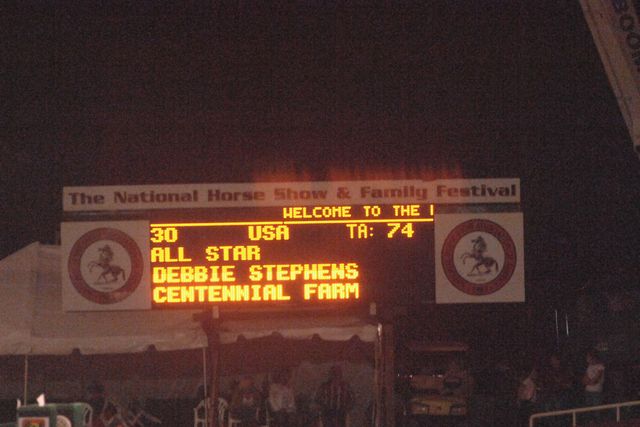 The National Horse Show & Family Festival
WELCOME TO THE
30 USA TA: 74
ALL STAR
DEBBIE STEPHENS
CENTENNIAL FARM